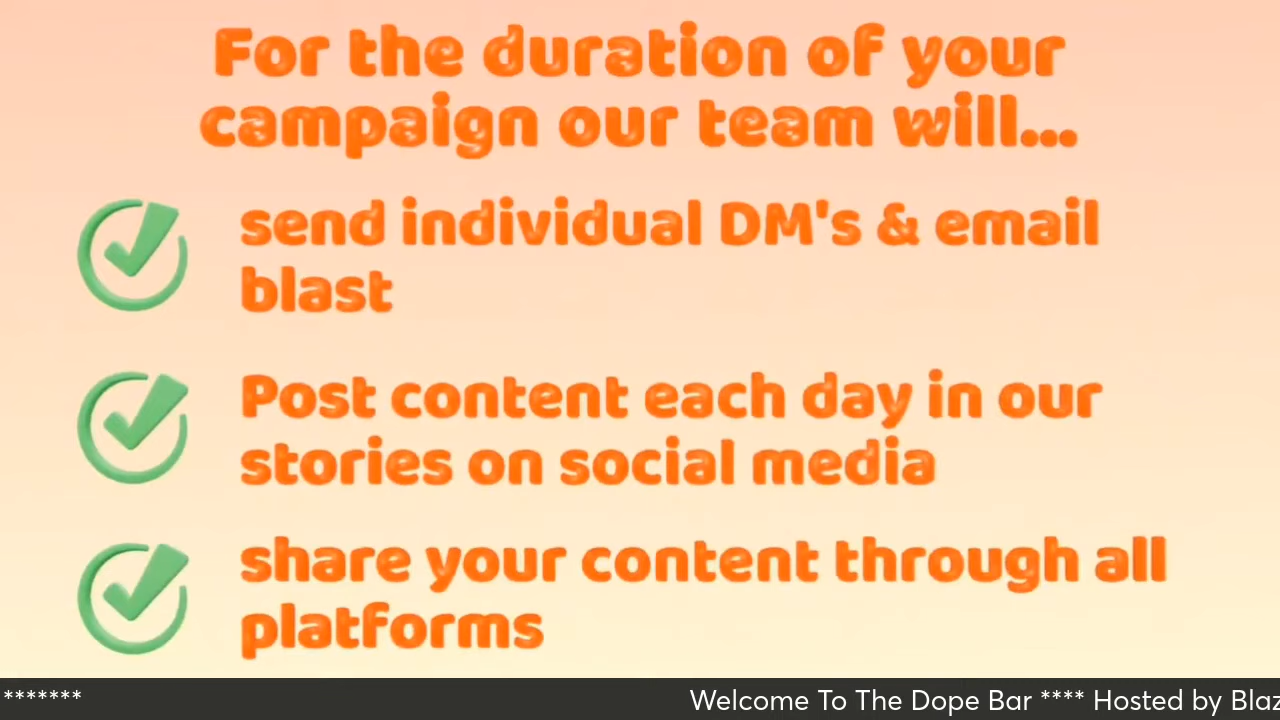 For the duration of your
campaign our team will...
send individual DM's & email
blast
Post content each day in our
stories on social media
share your content through all
platforms
******* Welcome To The Dope Bar **** Hosted by